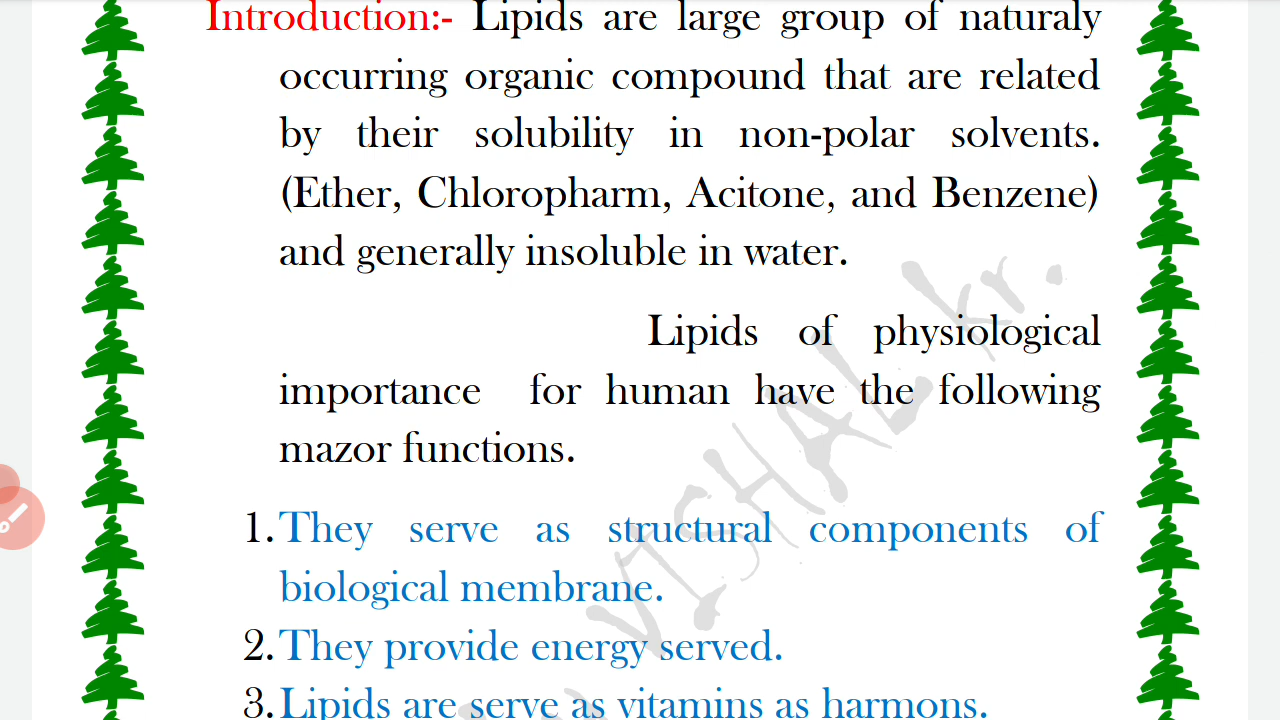 Introduction:- Lipids are large group of naturaly
occurring organic compound that are related
by their solubility in non-polar solvents.
(Ether, Chloropharm, Acitone, and Benzene)
and generally insoluble in water.
Lipids of physiological
importance for human have the following
mazor functions.
1. They serve as structural components of
biological membrane.
2. They provide energy served.
3. Lipids are serve as vitamins as harmons.
VISHAL kr.